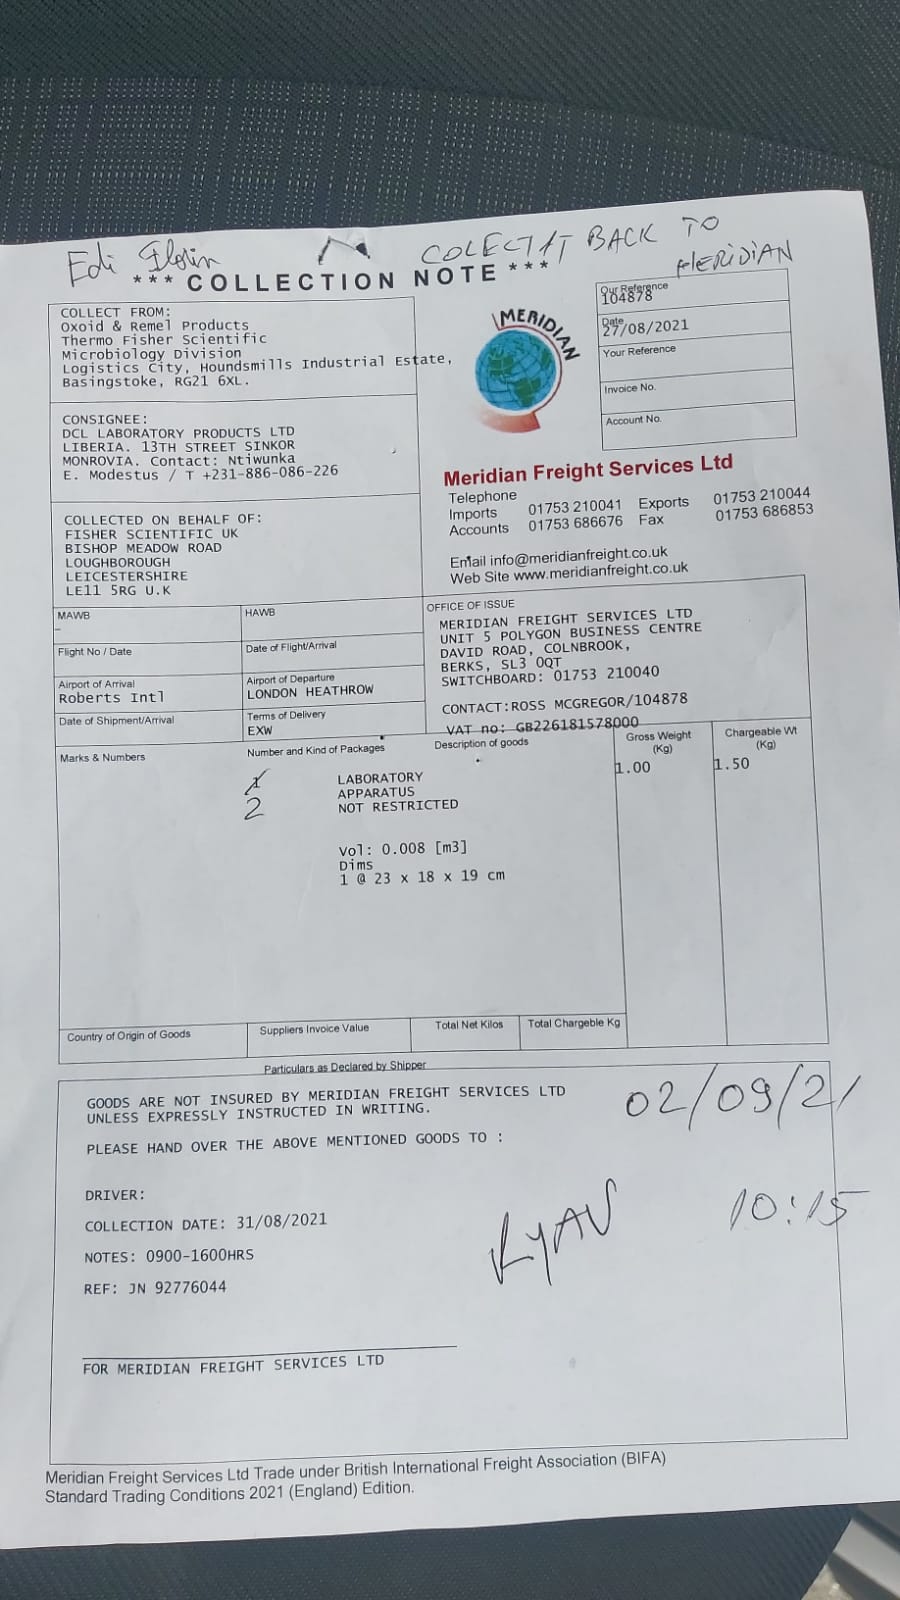 Edi Florin COLECTAT BACK TO
MERIDIAN
*** COLLECTION NOTE ***
COLLECT FROM:
Oxoid & Remel Products
Thermo Fisher Scientific
Microbiology Division
Logistics City, Houndsmills Industrial Estate,
Basingstoke, RG21 6XL.
MERIDIAN
Our Reference
104878
Date
27/08/2021
Your Reference
Invoice No.
Account No.
CONSIGNEE:
DCL LABORATORY PRODUCTS LTD
LIBERIA. 13TH STREET SINKOR
MONROVIA. Contact: Ntiwunka
E. Modestus / T +231-886-086-226
Meridian Freight Services Ltd
Telephone
Imports 01753 210041 Exports 01753 210044
Accounts 01753 686676 Fax 01753 686853
Email info@meridianfreight.co.uk
Web Site www.meridianfreight.co.uk
COLLECTED ON BEHALF OF:
FISHER SCIENTIFIC UK
BISHOP MEADOW ROAD
LOUGHBOROUGH
LEICESTERSHIRE
LE11 5RG U.K
MAWB
–
HAWB
Flight No / Date
Date of Flight/Arrival
Airport of Arrival
Roberts Intl
Airport of Departure
LONDON HEATHROW
Date of Shipment/Arrival
Terms of Delivery
EXW
OFFICE OF ISSUE
MERIDIAN FREIGHT SERVICES LTD
UNIT 5 POLYGON BUSINESS CENTRE
DAVID ROAD, COLNBROOK,
BERKS, SL3 0QT
SWITCHBOARD: 01753 210040
CONTACT:ROSS MCGREGOR/104878
VAT no: GB226181578000
Marks & Numbers
Number and Kind of Packages
Description of goods
Gross Weight
(Kg)
Chargeable Wt
(Kg)
1 LABORATORY 1.00 1.50
APPARATUS
2 NOT RESTRICTED
Vol: 0.008 [m3]
Dims
1 @ 23 x 18 x 19 cm
Country of Origin of Goods
Suppliers Invoice Value
Total Net Kilos
Total Chargeable Kg
Particulars as Declared by Shipper
GOODS ARE NOT INSURED BY MERIDIAN FREIGHT SERVICES LTD
UNLESS EXPRESSLY INSTRUCTED IN WRITING.
02/09/21
PLEASE HAND OVER THE ABOVE MENTIONED GOODS TO :
DRIVER:
COLLECTION DATE: 31/08/2021
RYAN 10:15
NOTES: 0900-1600HRS
REF: JN 92776044
FOR MERIDIAN FREIGHT SERVICES LTD
Meridian Freight Services Ltd Trade under British International Freight Association (BIFA)
Standard Trading Conditions 2021 (England) Edition.